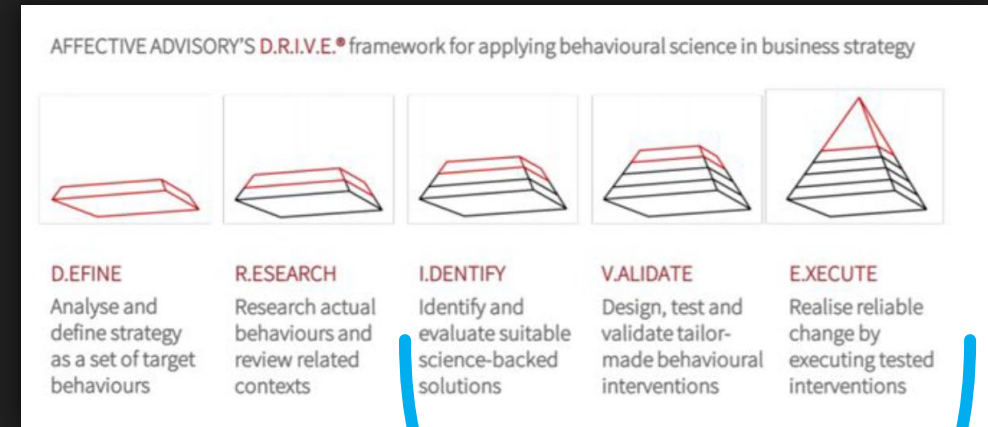 AFFECTIVE ADVISORY'S D.R.I.V.E.® framework for applying behavioural science in business strategy
D.EFINE
Analyse and
define strategy
as a set of target
behaviours
R.ESEARCH
Research actual
behaviours and
review related
contexts
I.DENTIFY
Identify and
evaluate suitable
science-backed
solutions
V.ALIDATE
Design, test and
validate tailor-
made behavioural
interventions
E.XECUTE
Realise reliable
change by
executing tested
interventions